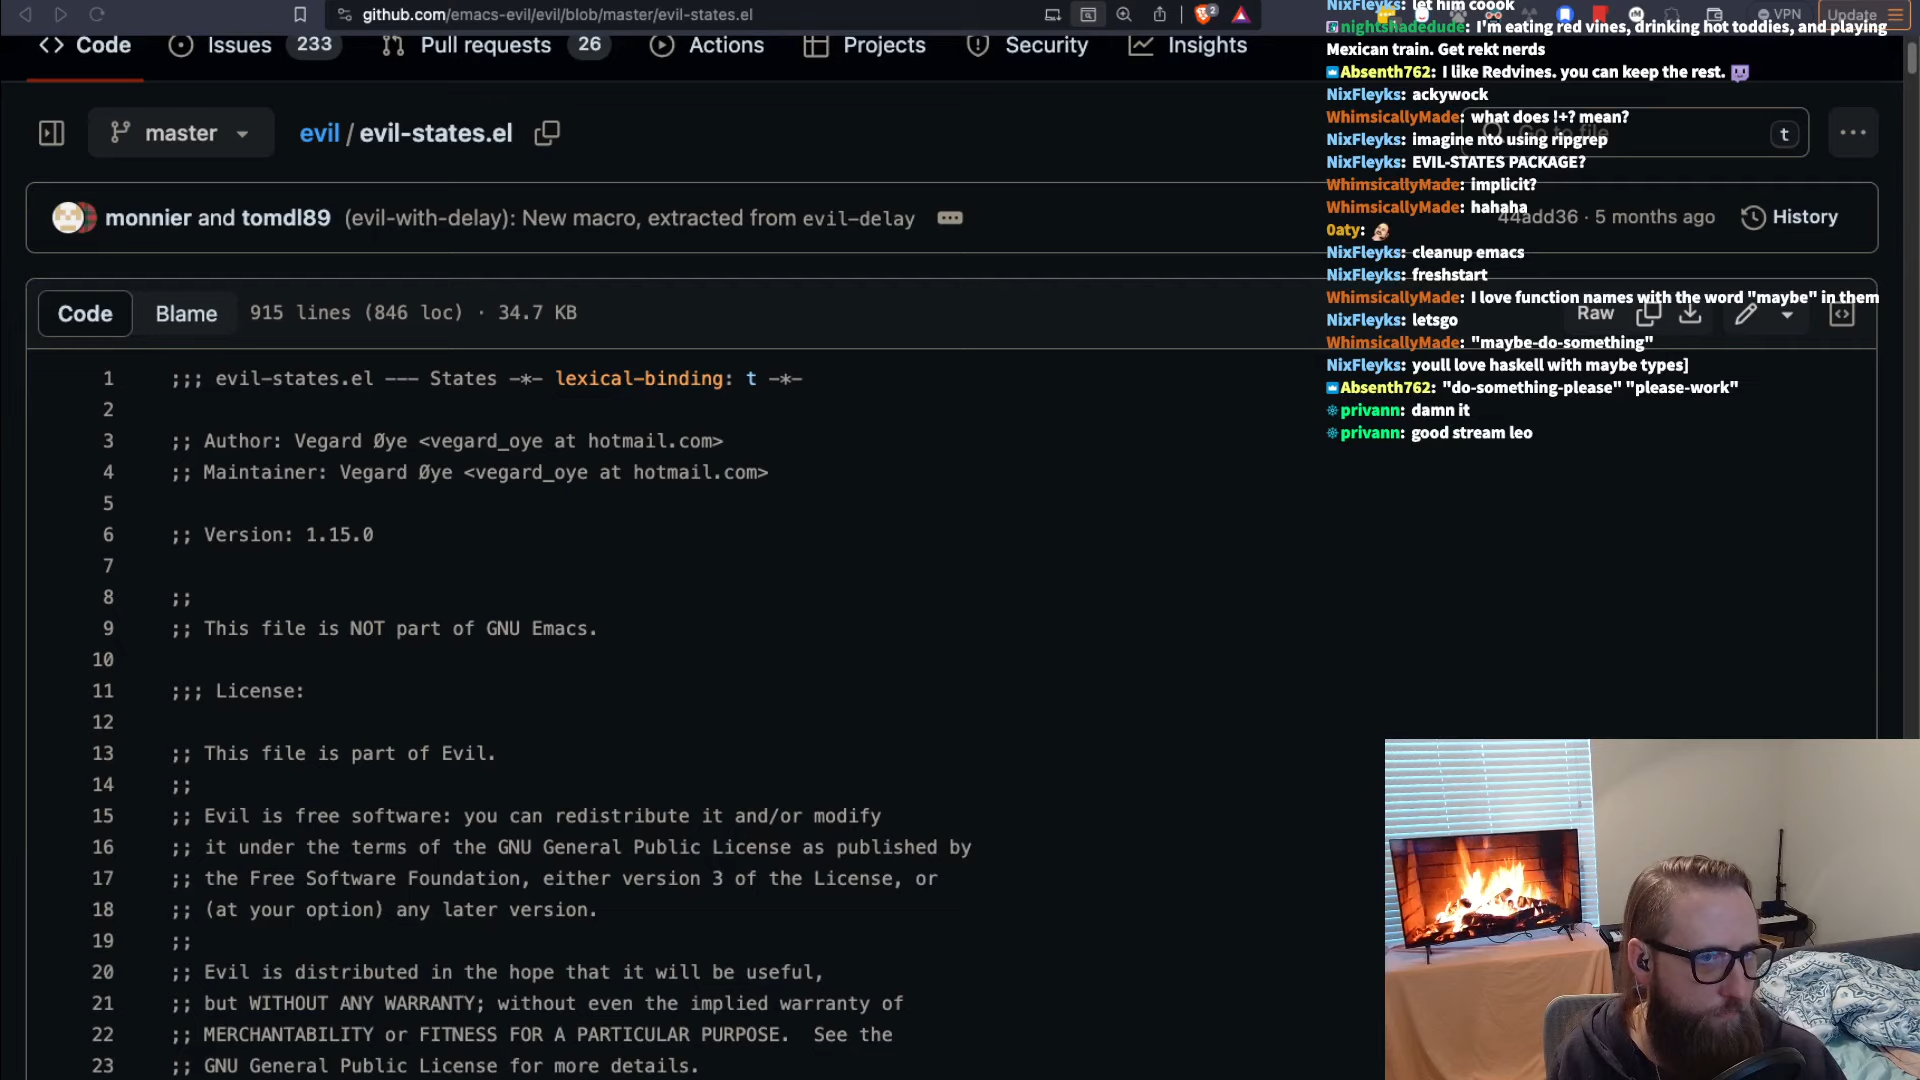 github.com/emacs-evil/evil/blob/master/evil-states.el
2
VPN
Update
Code
Issues 233
Pull requests 26
Actions
Projects
Security
Insights
master
evil / evil-states.el
Go to file
t
monnier and tomdl89 (evil-with-delay): New macro, extracted from evil-delay
44add36 · 5 months ago
History
Code
Blame
915 lines (846 loc) · 34.7 KB
Raw
1 ;;; evil-states.el --- States -*- lexical-binding: t -*-
2
3 ;; Author: Vegard Øye <vegard_oye at hotmail.com>
4 ;; Maintainer: Vegard Øye <vegard_oye at hotmail.com>
5
6 ;; Version: 1.15.0
7
8 ;;
9 ;; This file is NOT part of GNU Emacs.
10
11 ;;; License:
12
13 ;; This file is part of Evil.
14 ;;
15 ;; Evil is free software: you can redistribute it and/or modify
16 ;; it under the terms of the GNU General Public License as published by
17 ;; the Free Software Foundation, either version 3 of the License, or
18 ;; (at your option) any later version.
19 ;;
20 ;; Evil is distributed in the hope that it will be useful,
21 ;; but WITHOUT ANY WARRANTY; without even the implied warranty of
22 ;; MERCHANTABILITY or FITNESS FOR A PARTICULAR PURPOSE.  See the
23 ;; GNU General Public License for more details.
NixFleyks: let him coook
nightshadedude: I'm eating red vines, drinking hot toddies, and playing
Mexican train. Get rekt nerds
Absenth762: I like Redvines. you can keep the rest.
NixFleyks: ackywock
WhimsicallyMade: what does !+? mean?
NixFleyks: imagine nto using ripgrep
NixFleyks: EVIL-STATES PACKAGE?
WhimsicallyMade: implicit?
WhimsicallyMade: hahaha
0aty:
NixFleyks: cleanup emacs
NixFleyks: freshstart
WhimsicallyMade: I love function names with the word "maybe" in them
NixFleyks: letsgo
WhimsicallyMade: "maybe-do-something"
NixFleyks: youll love haskell with maybe types]
Absenth762: "do-something-please" "please-work"
privann: damn it
privann: good stream leo